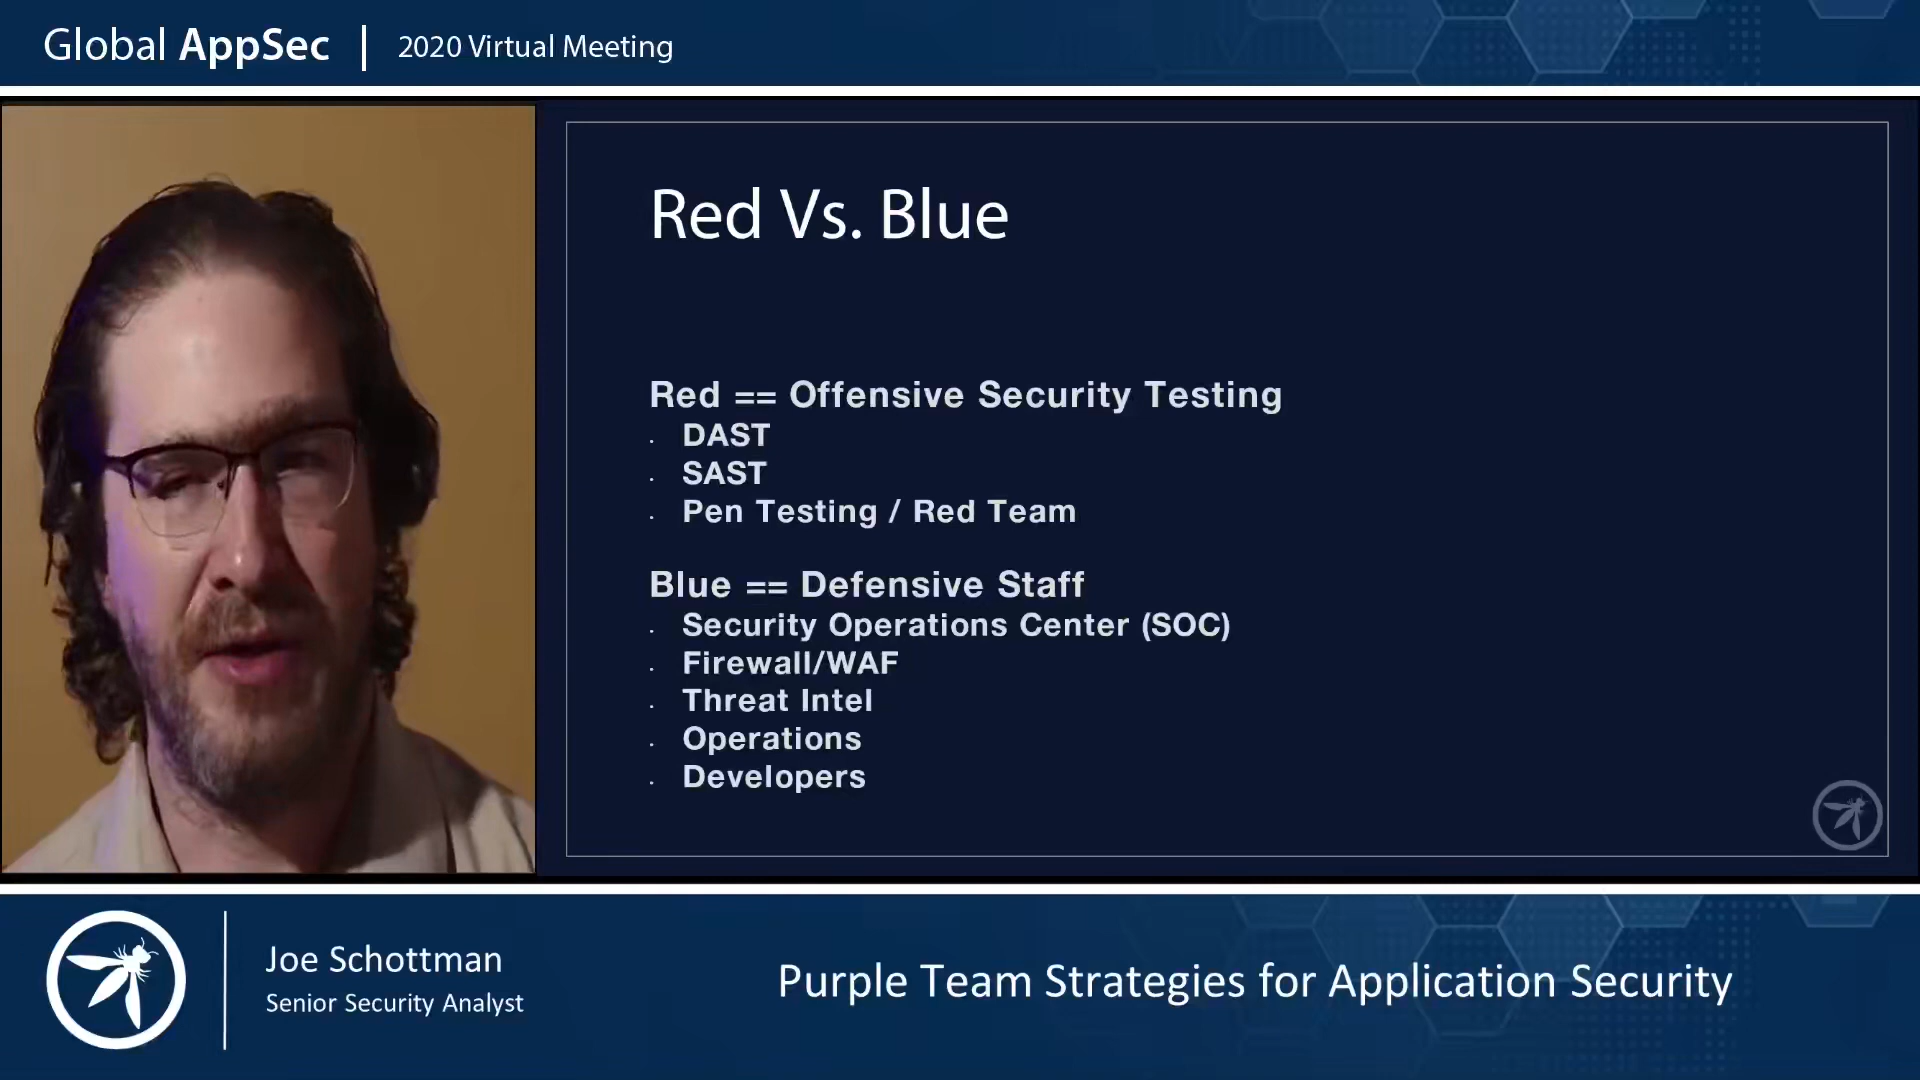 Global AppSec | 2020 Virtual Meeting
Red Vs. Blue
Red == Offensive Security Testing
· DAST
· SAST
· Pen Testing / Red Team
Blue == Defensive Staff
· Security Operations Center (SOC)
· Firewall/WAF
· Threat Intel
· Operations
· Developers
Joe Schottman
Senior Security Analyst
Purple Team Strategies for Application Security